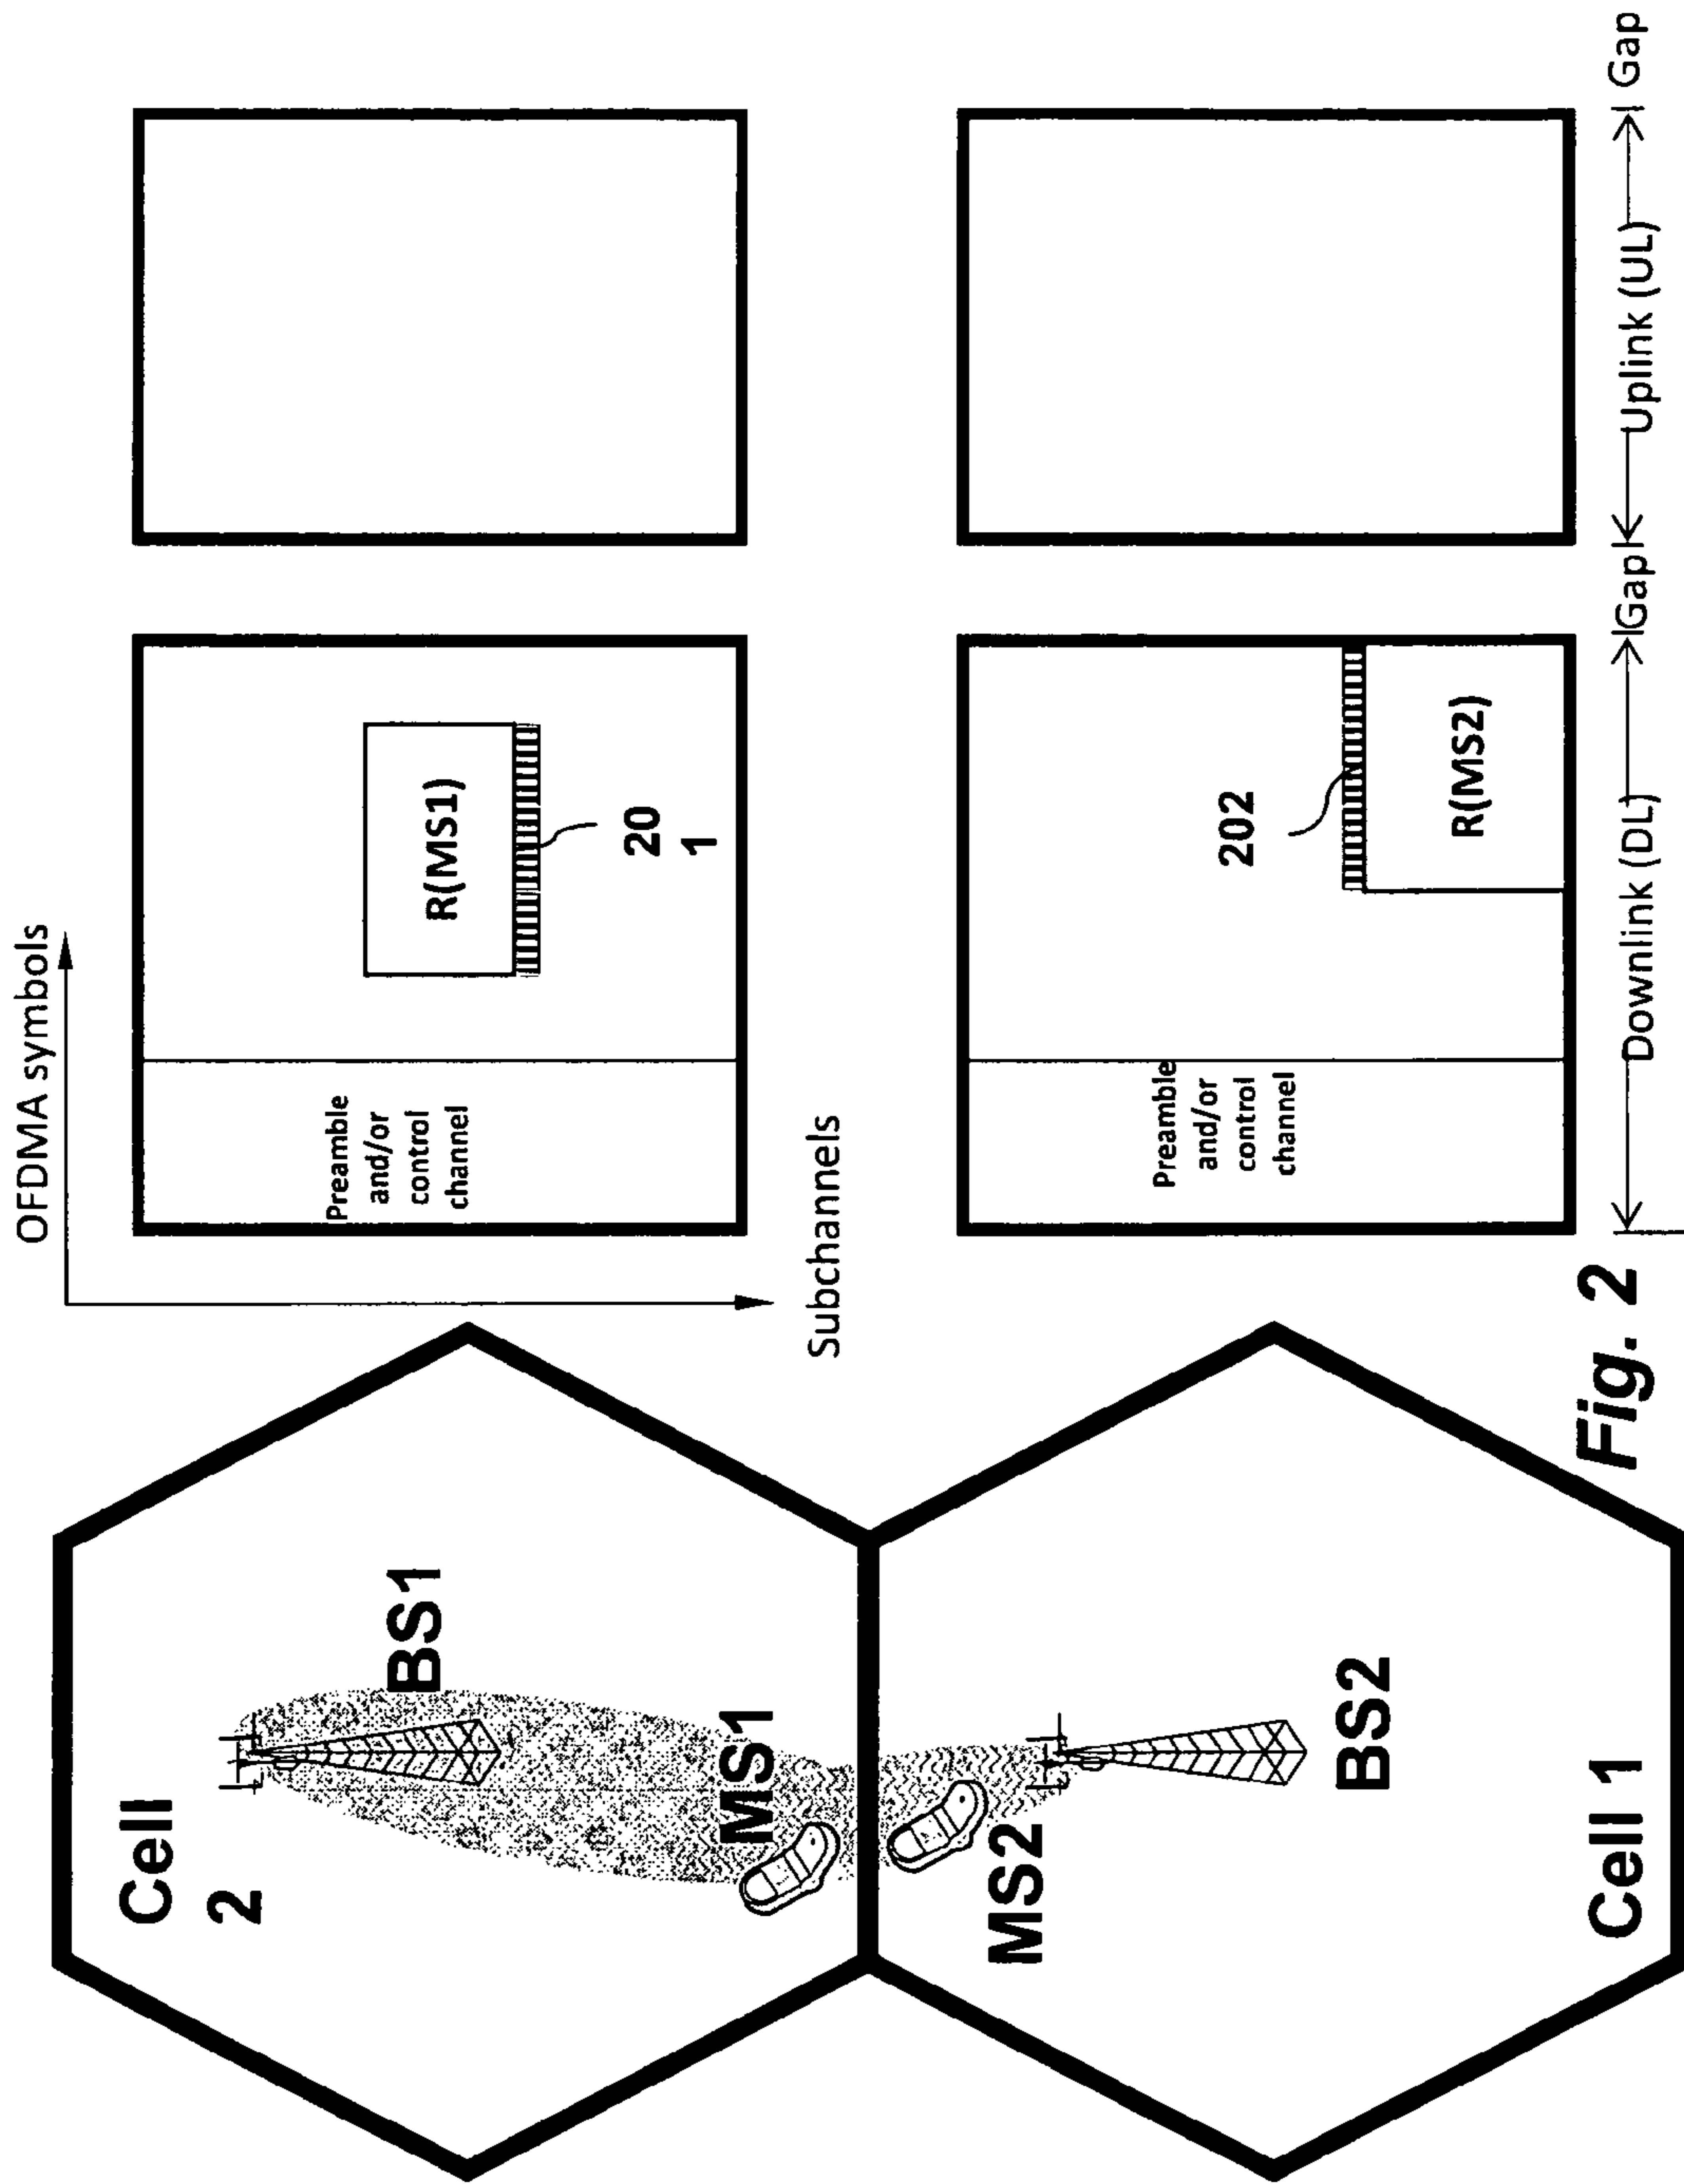 OFDMA symbols
Subchannels
Preamble
and/or
control
channel
R(MS1)
20
1
Preamble
and/or
control
channel
202
R(MS2)
Downlink (DL)
Gap
Uplink (UL)
Gap
Cell
2
BS1
MS1
MS2
BS2
Cell 1
Fig. 2